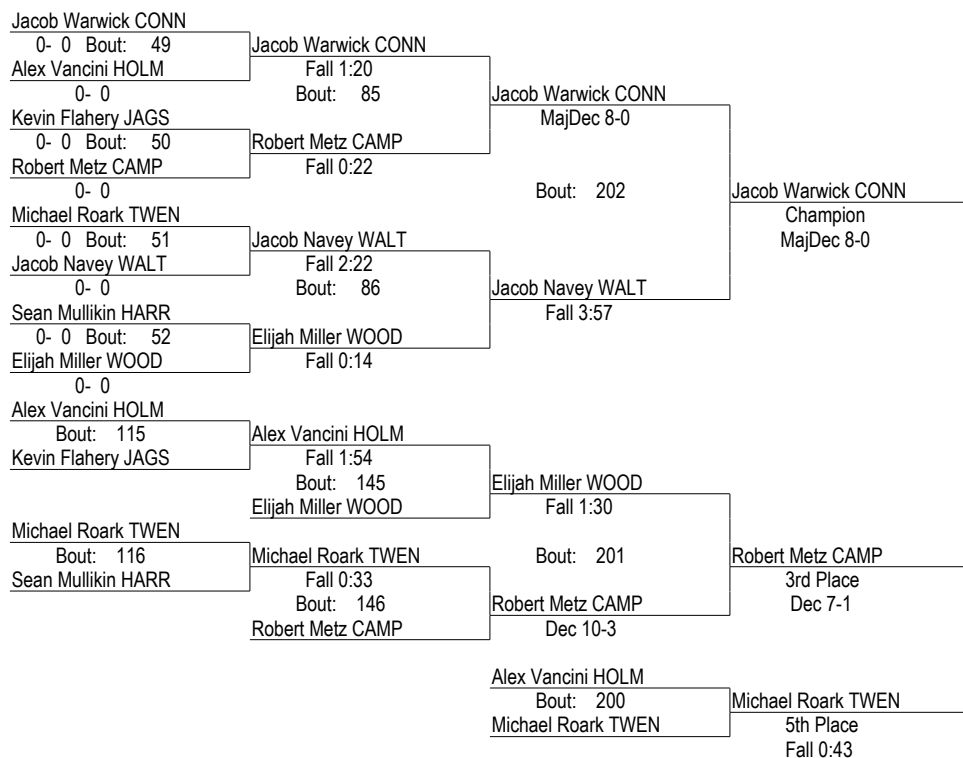 Jacob Warwick CONN
0- 0 Bout: 49
Jacob Warwick CONN
Alex Vancini HOLM
Fall 1:20
0- 0
Bout: 85
Jacob Warwick CONN
Kevin Flahery JAGS
MajDec 8-0
0- 0 Bout: 50
Robert Metz CAMP
Robert Metz CAMP
Fall 0:22
0- 0
Bout: 202
Jacob Warwick CONN
Michael Roark TWEN
Champion
0- 0 Bout: 51
Jacob Navey WALT
MajDec 8-0
Jacob Navey WALT
Fall 2:22
0- 0
Bout: 86
Jacob Navey WALT
Sean Mullikin HARR
Fall 3:57
0- 0 Bout: 52
Elijah Miller WOOD
Elijah Miller WOOD
Fall 0:14
0- 0
Alex Vancini HOLM
Bout: 115
Alex Vancini HOLM
Kevin Flahery JAGS
Fall 1:54
Bout: 145
Elijah Miller WOOD
Elijah Miller WOOD
Fall 1:30
Michael Roark TWEN
Bout: 116
Michael Roark TWEN
Bout: 201
Robert Metz CAMP
Sean Mullikin HARR
Fall 0:33
3rd Place
Bout: 146
Robert Metz CAMP
Dec 7-1
Robert Metz CAMP
Dec 10-3
Alex Vancini HOLM
Bout: 200
Michael Roark TWEN
Michael Roark TWEN
5th Place
Fall 0:43